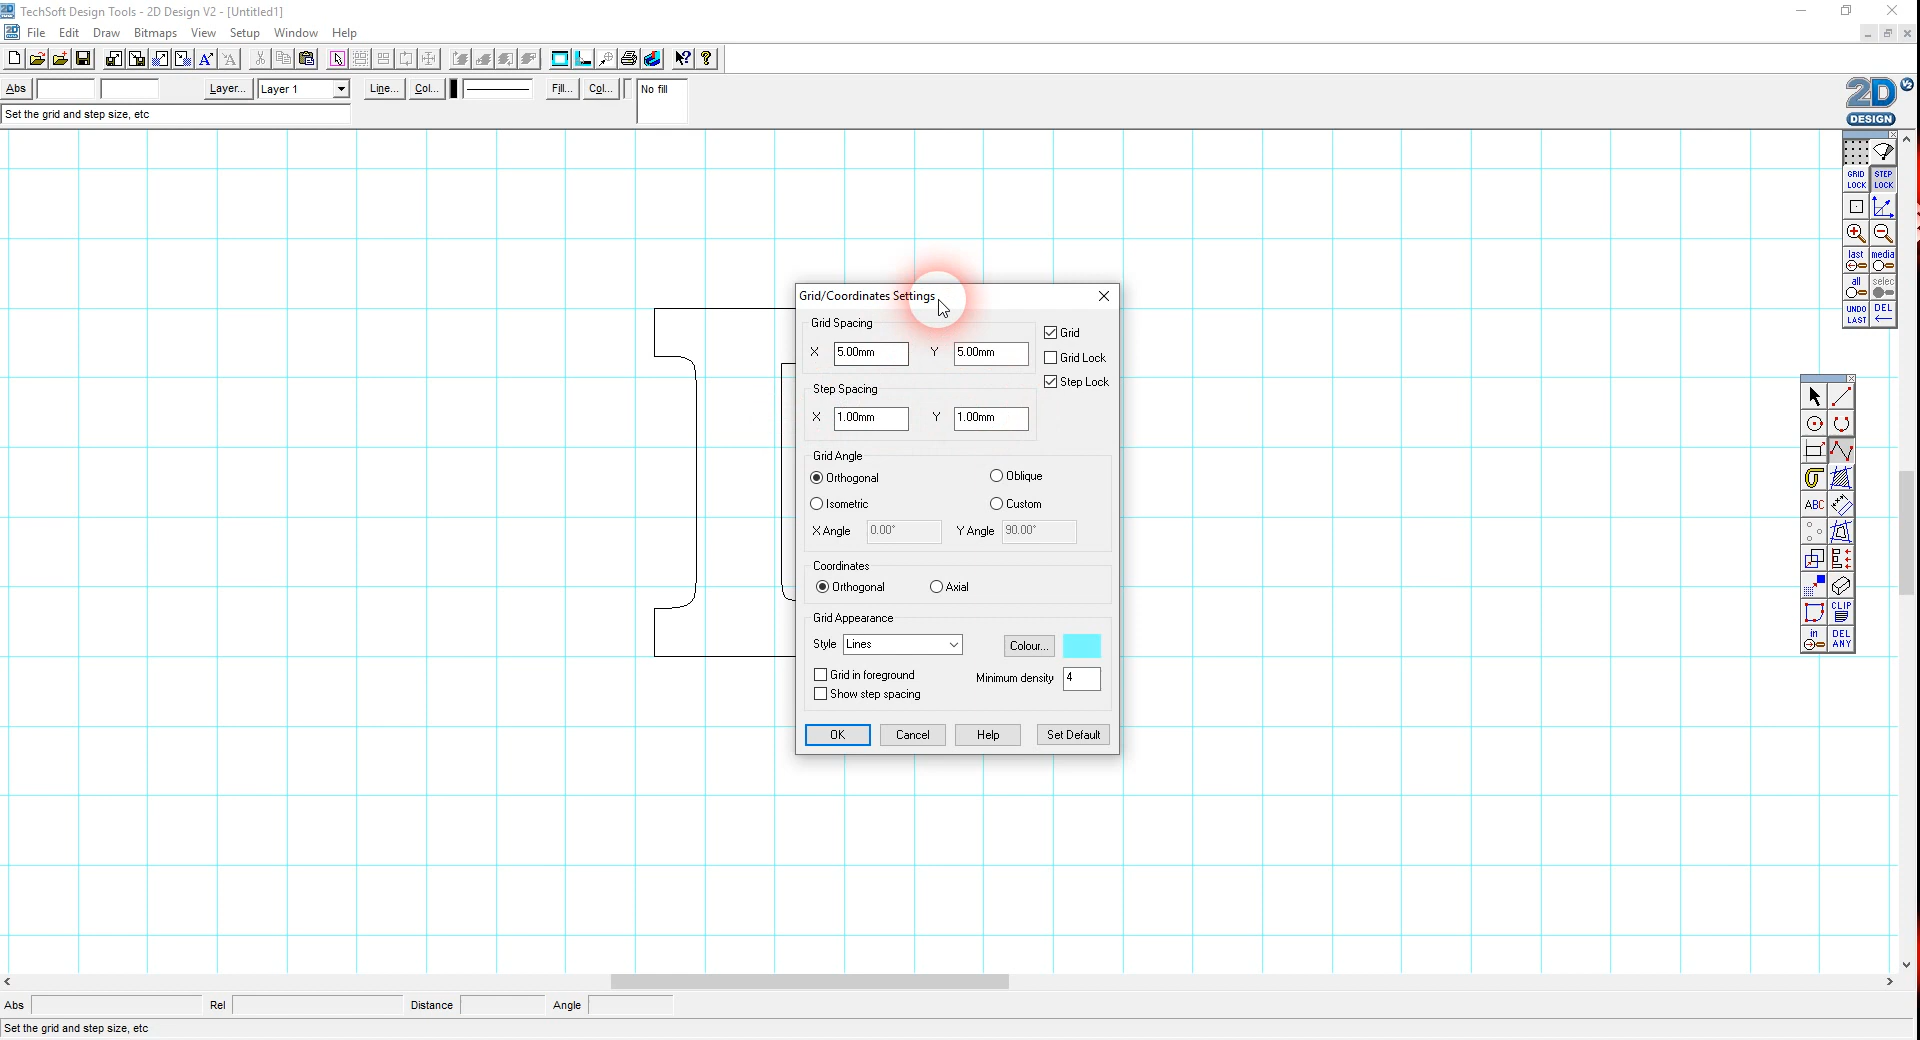 TechSoft Design Tools - 2D Design V2 - [Untitled1]
File Edit Draw Bitmaps View Setup Window Help
Abs Layer... Layer 1 Line... Col... Fill... Col... No fill
Set the grid and step size, etc
2D V2
DESIGN
GRID LOCK STEP LOCK
last media
all selec
UNDO LAST DEL
Grid/Coordinates Settings
Grid Spacing
X 5.00mm Y 5.00mm
Grid
Grid Lock
Step Lock
Step Spacing
X 1.00mm Y 1.00mm
Grid Angle
Orthogonal Oblique
Isometric Custom
X Angle 0.00° Y Angle 90.00°
Coordinates
Orthogonal Axial
Grid Appearance
Style Lines Colour...
Grid in foreground Minimum density 4
Show step spacing
OK Cancel Help Set Default
ABC
CLIP
in DEL ANY
Abs Rel Distance Angle
Set the grid and step size, etc